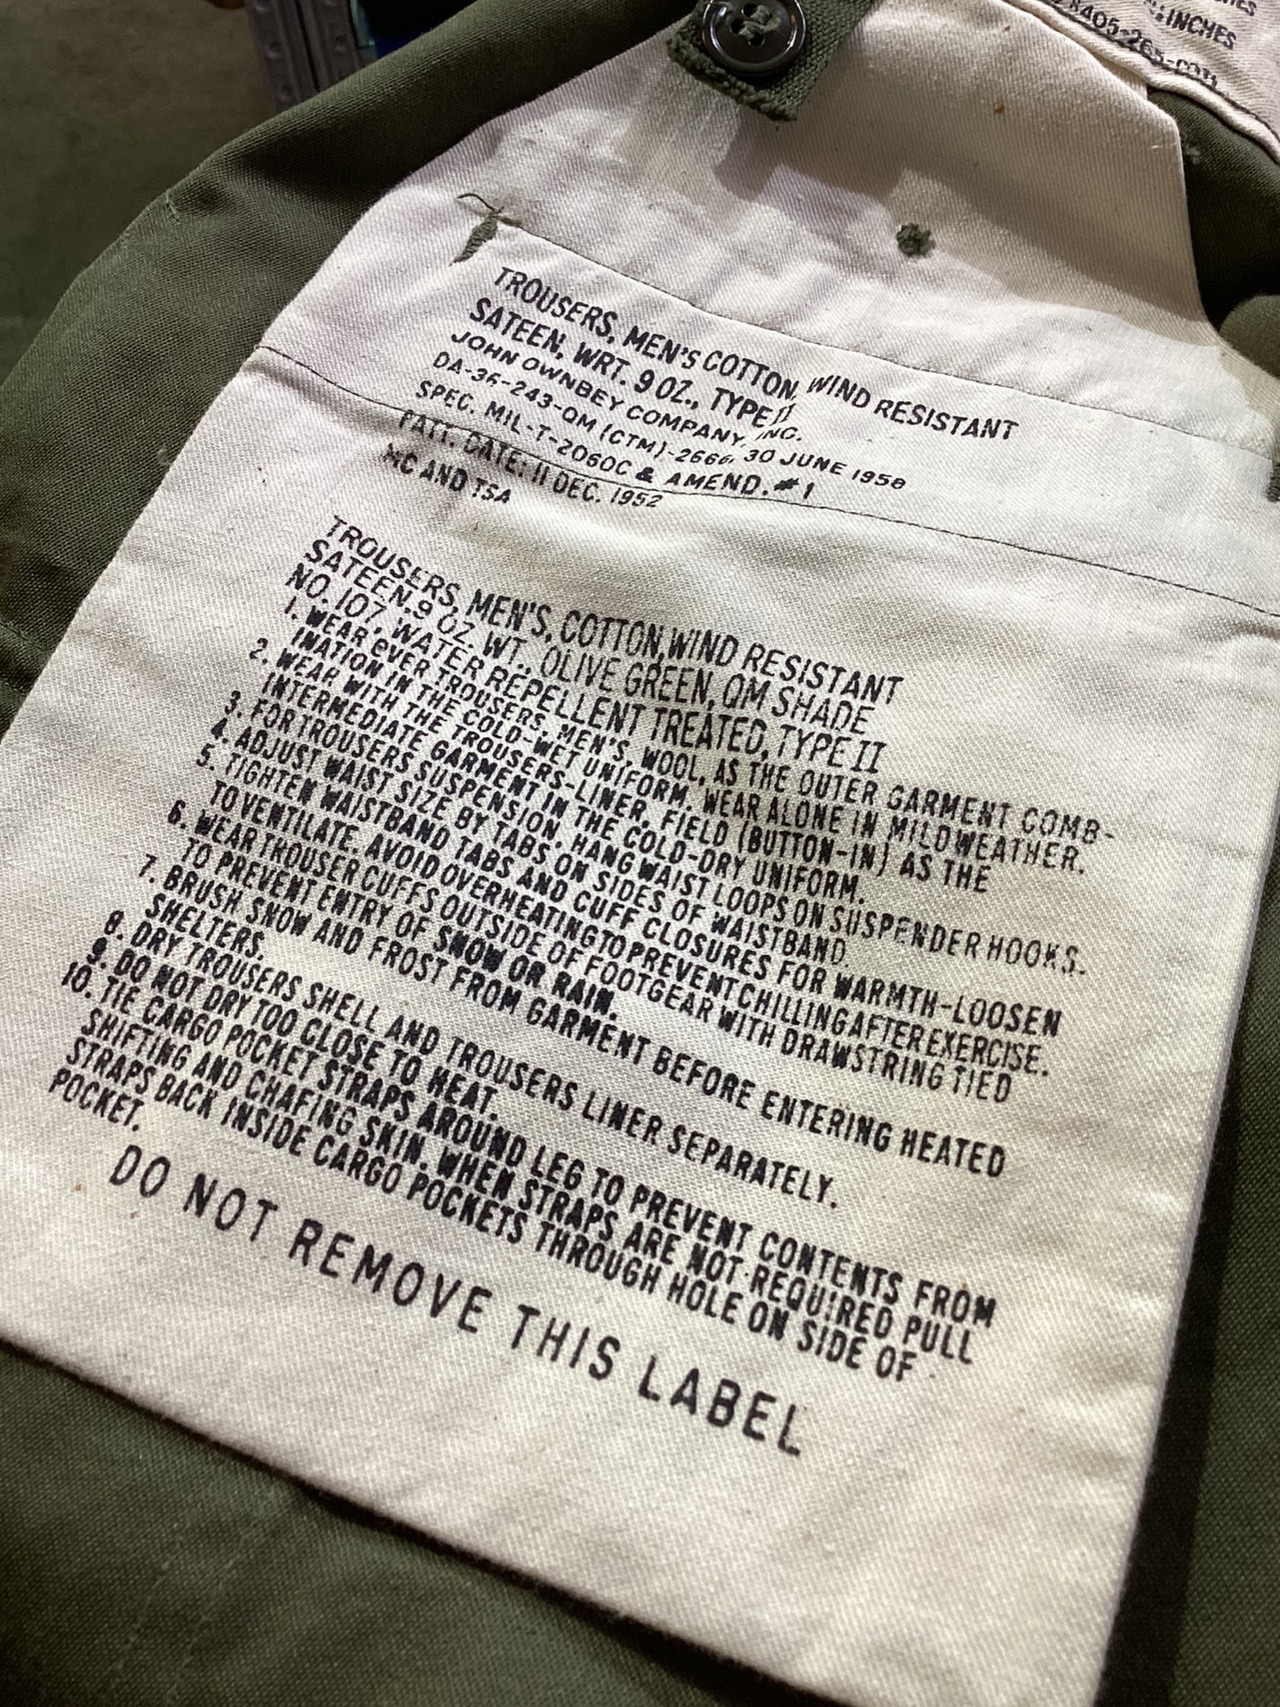 INCHES
8405-265-
TROUSERS, MEN'S COTTON, WIND RESISTANT
SATEEN, WRT. 9 OZ., TYPE II
JOHN OWNBEY COMPANY, INC.
DA-36-243-QM (CTM)-2666, 30 JUNE 1958
SPEC. MIL-T-2060C & AMEND. #1
PATT. DATE: 11 DEC. 1952
MC AND TSA
TROUSERS, MEN'S, COTTON, WIND RESISTANT
SATEEN, 9 OZ. WT., OLIVE GREEN, QM SHADE
NO. 107, WATER REPELLENT TREATED, TYPE II
1. WEAR OVER TROUSERS, MEN'S, WOOL, AS THE OUTER GARMENT COMB-
INATION IN THE COLD-WET UNIFORM. WEAR ALONE IN MILD WEATHER.
2. WEAR WITH THE TROUSERS-LINER, FIELD (BUTTON-IN) AS THE
INTERMEDIATE GARMENT IN THE COLD-DRY UNIFORM.
3. FOR TROUSERS SUSPENSION, HANG WAIST LOOPS ON SUSPENDER HOOKS.
4. ADJUST WAIST SIZE BY TABS ON SIDES OF WAISTBAND
5. TIGHTEN WAISTBAND TABS AND CUFF CLOSURES FOR WARMTH-LOOSEN
TO VENTILATE. AVOID OVERHEATING TO PREVENT CHILLING AFTER EXERCISE.
6. WEAR TROUSER CUFFS OUTSIDE OF FOOTGEAR WITH DRAWSTRING TIED
TO PREVENT ENTRY OF SNOW OR RAIN.
7. BRUSH SNOW AND FROST FROM GARMENT BEFORE ENTERING HEATED
SHELTERS.
8. DRY TROUSERS SHELL AND TROUSERS LINER SEPARATELY.
9. DO NOT DRY TOO CLOSE TO HEAT.
10. TIE CARGO POCKET STRAPS AROUND LEG TO PREVENT CONTENTS FROM
SHIFTING AND CHAFING SKIN. WHEN STRAPS ARE NOT REQUIRED PULL
STRAPS BACK INSIDE CARGO POCKETS THROUGH HOLE ON SIDE OF
POCKET.
DO NOT REMOVE THIS LABEL